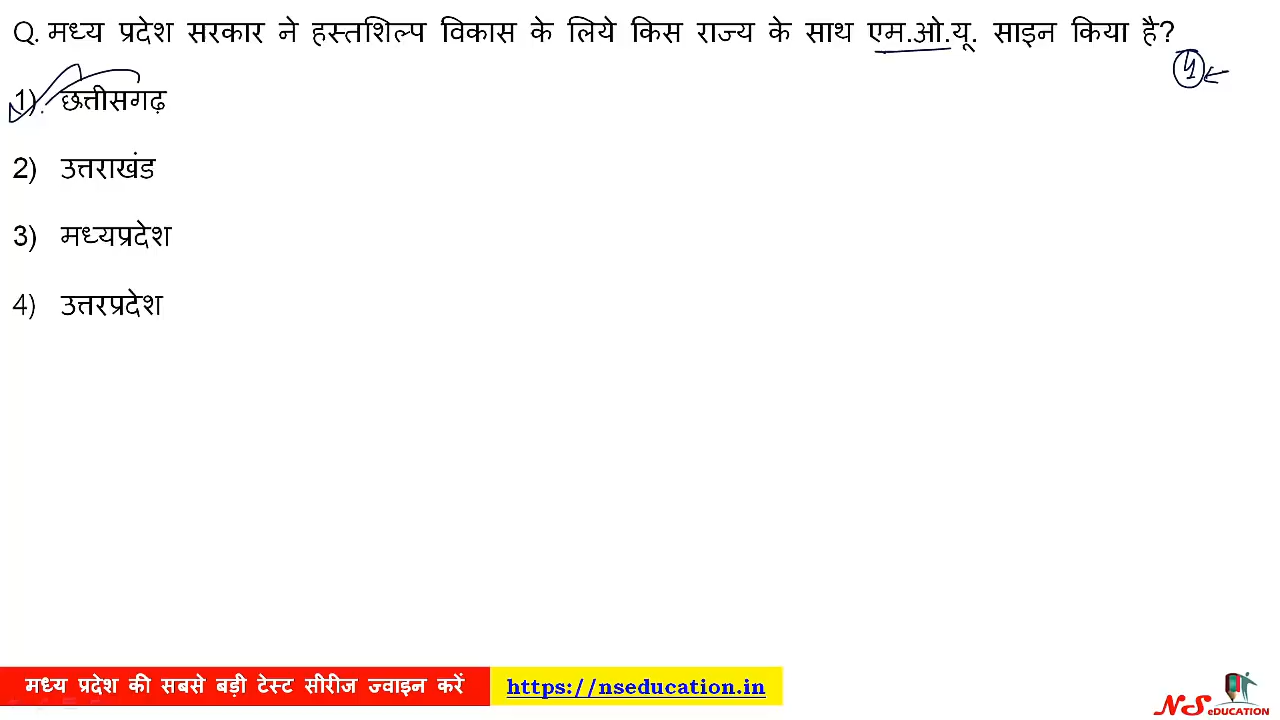 Q. मध्य प्रदेश सरकार ने हस्तशिल्प विकास के लिये किस राज्य के साथ एम.ओ.यू. साइन किया है?
1). छत्तीसगढ़
2) उत्तराखंड
3) मध्यप्रदेश
4) उत्तरप्रदेश
मध्य प्रदेश की सबसे बड़ी टेस्ट सीरीज ज्वाइन करें https://nseducation.in
NS eDUCATION